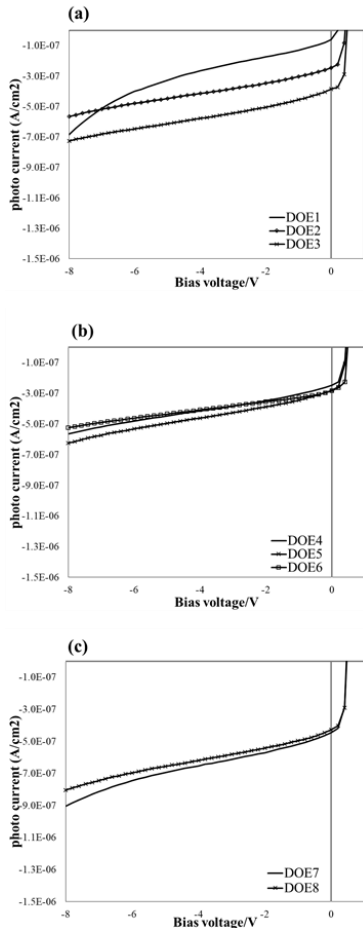 (a)
photo current (A/cm2)
-1.0E-07
-3.0E-07
-5.0E-07
-7.0E-07
-9.0E-07
-1.1E-06
-1.3E-06
-1.5E-06
DOE1
DOE2
DOE3
-8
-6
-4
-2
0
Bias voltage/V
(b)
photo current (A/cm2)
-1.0E-07
-3.0E-07
-5.0E-07
-7.0E-07
-9.0E-07
-1.1E-06
-1.3E-06
-1.5E-06
DOE4
DOE5
DOE6
-8
-6
-4
-2
0
Bias voltage/V
(c)
photo current (A/cm2)
-1.0E-07
-3.0E-07
-5.0E-07
-7.0E-07
-9.0E-07
-1.1E-06
-1.3E-06
-1.5E-06
DOE7
DOE8
-8
-6
-4
-2
0
Bias voltage/V